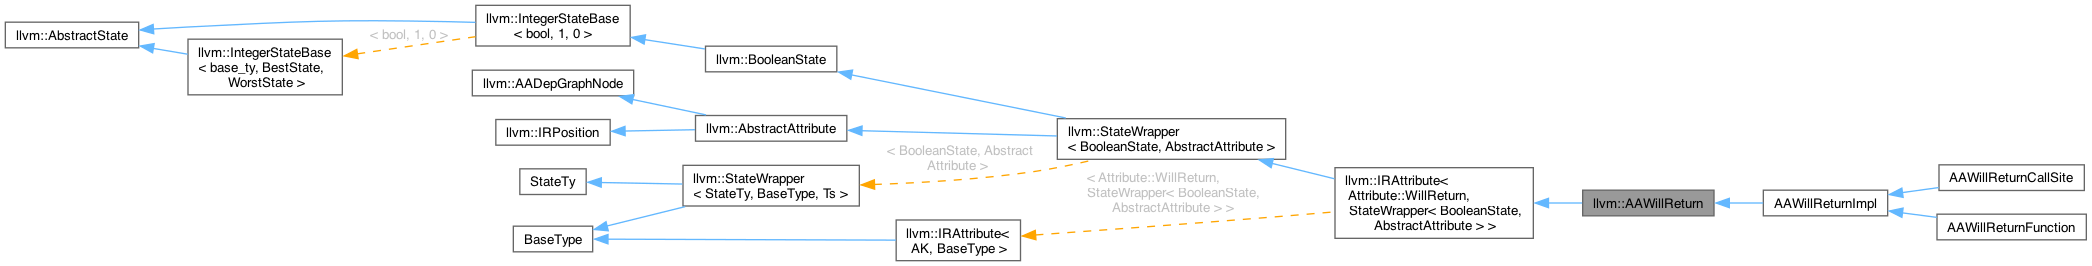 llvm::AbstractState
llvm::IntegerStateBase
< base_ty, BestState,
WorstState >
< bool, 1, 0 >
llvm::IntegerStateBase
< bool, 1, 0 >
llvm::BooleanState
llvm::AADepGraphNode
llvm::IRPosition
llvm::AbstractAttribute
StateTy
BaseType
llvm::StateWrapper
< StateTy, BaseType, Ts >
< BooleanState, Abstract
Attribute >
llvm::IRAttribute<
AK, BaseType >
llvm::StateWrapper
< BooleanState, AbstractAttribute >
< Attribute::WillReturn,
StateWrapper< BooleanState,
AbstractAttribute > >
llvm::IRAttribute<
Attribute::WillReturn,
StateWrapper< BooleanState,
AbstractAttribute > >
llvm::AAWillReturn
AAWillReturnImpl
AAWillReturnCallSite
AAWillReturnFunction